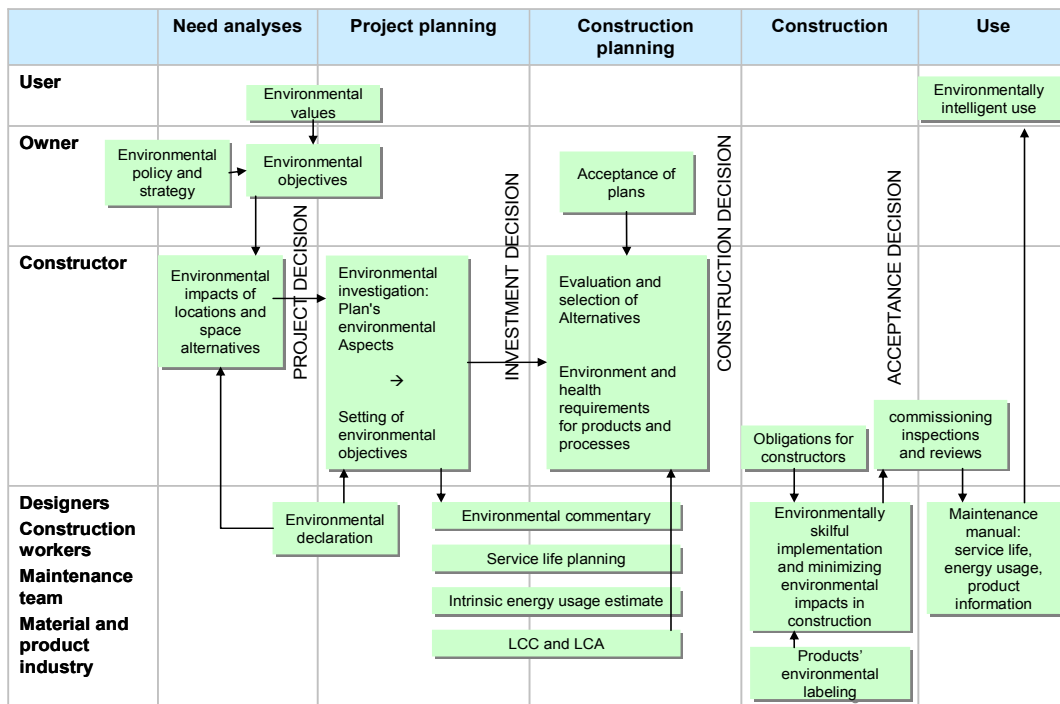 Need analyses
Project planning
Construction
planning
Construction
Use
User
Environmental
values
Environmentally
intelligent use
Owner
Environmental
policy and
strategy
Environmental
objectives
Acceptance of
plans
Constructor
Environmental
impacts of
locations and
space
alternatives
PROJECT DECISION
Environmental
investigation:
Plan's
environmental
Aspects
→
Setting of
environmental
objectives
INVESTMENT DECISION
Evaluation and
selection of
Alternatives
Environment and
health
requirements
for products and
processes
CONSTRUCTION DECISION
Obligations for
constructors
ACCEPTANCE DECISION
commissioning
inspections
and reviews
Designers
Construction
workers
Maintenance
team
Material and
product
industry
Environmental
declaration
Environmental commentary
Service life planning
Intrinsic energy usage estimate
LCC and LCA
Environmentally
skilful
implementation
and minimizing
environmental
impacts in
construction
Products'
environmental
labeling
Maintenance
manual:
service life,
energy usage,
product
information